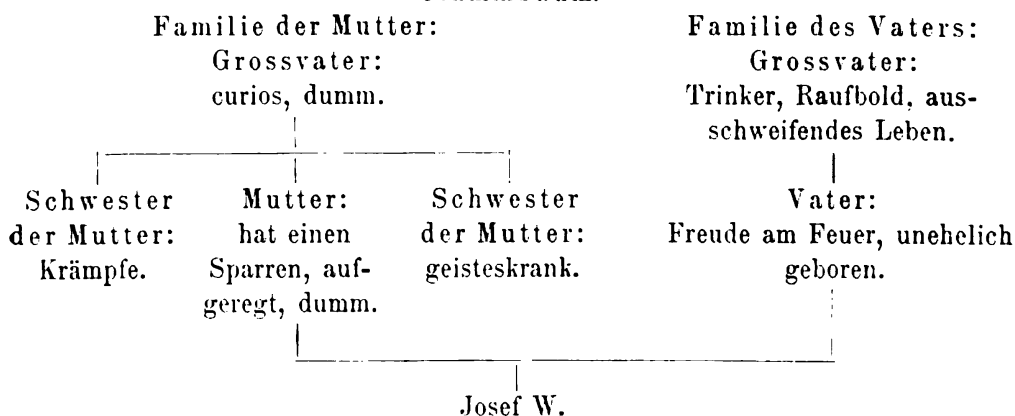 Familie der Mutter:
Grossvater:
curios, dumm.
Familie des Vaters:
Grossvater:
Trinker, Raufbold, aus-
schweifendes Leben.
Schwester
der Mutter:
Krämpfe.
Mutter:
hat einen
Sparren, auf-
geregt, dumm.
Schwester
der Mutter:
geisteskrank.
Vater:
Freude am Feuer, unehelich
geboren.
Josef W.